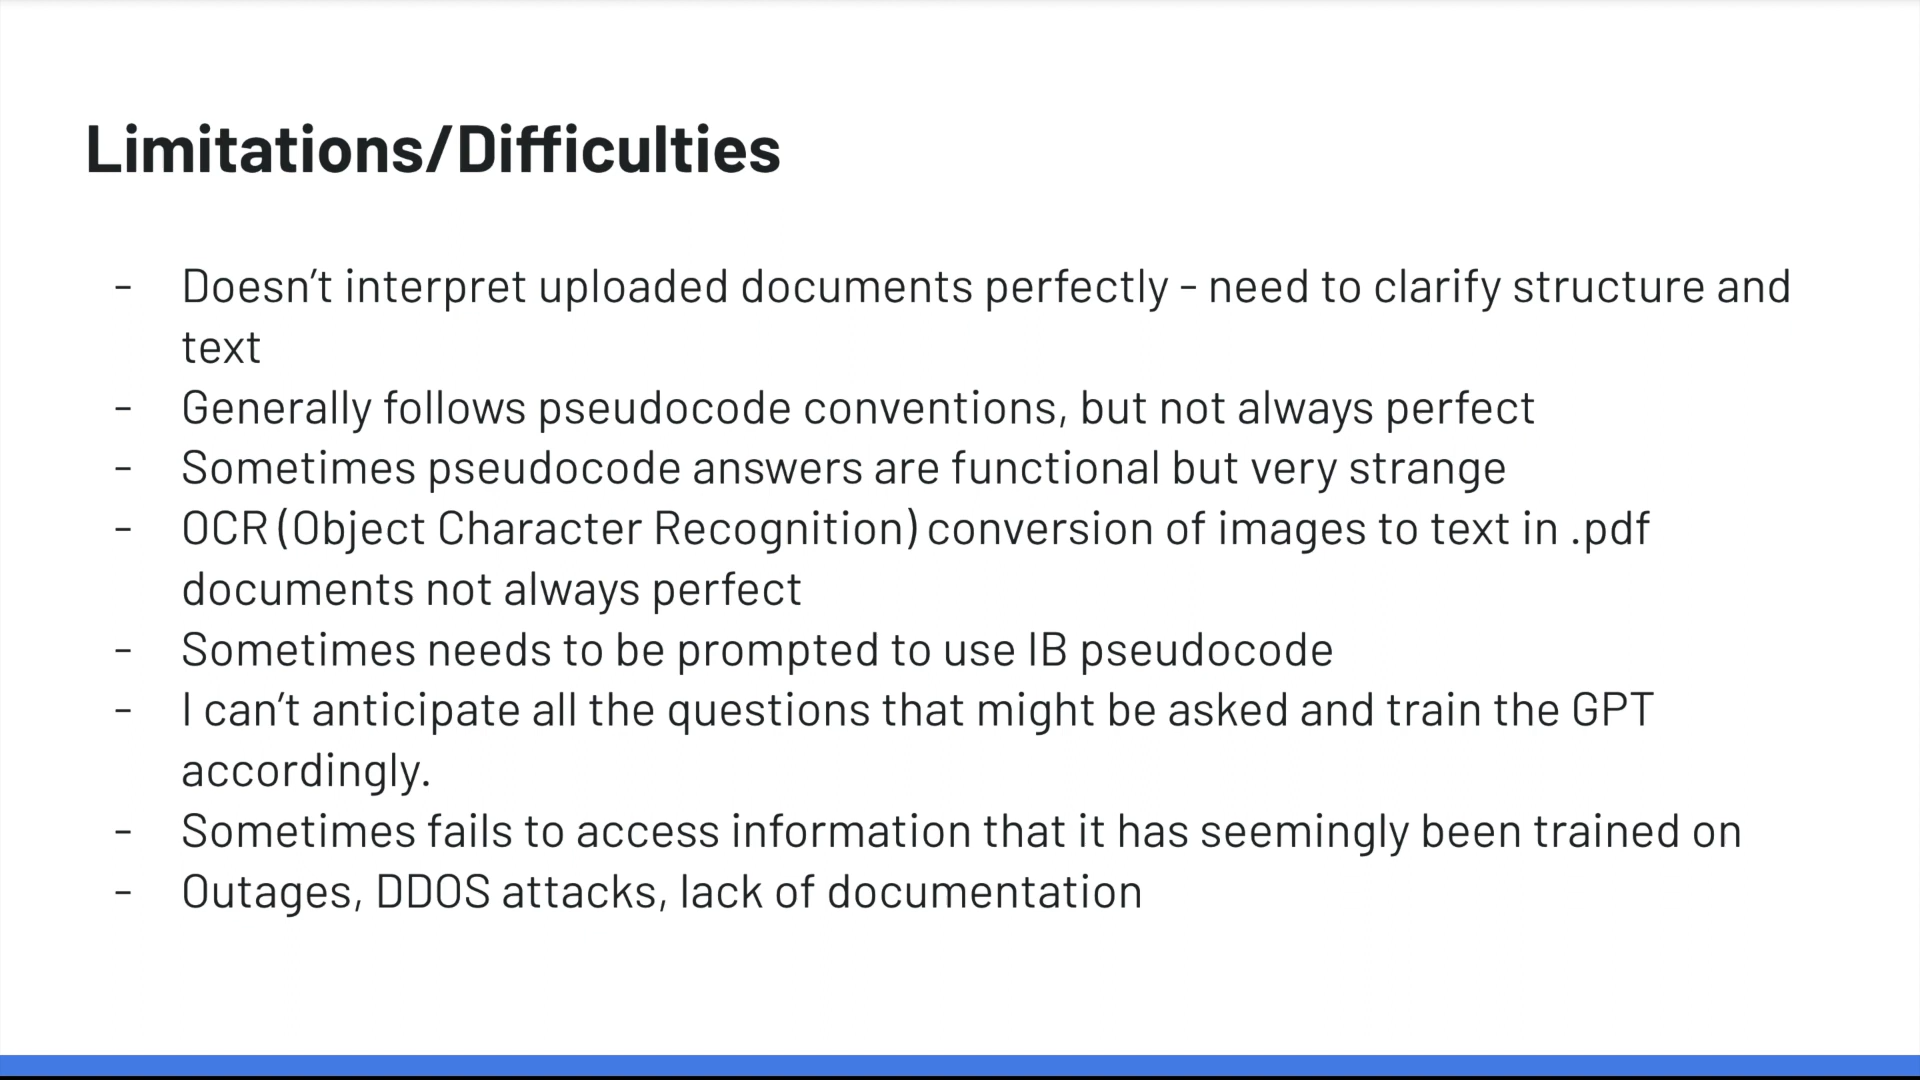 Limitations/Difficulties
- Doesn’t interpret uploaded documents perfectly - need to clarify structure and
text
- Generally follows pseudocode conventions, but not always perfect
- Sometimes pseudocode answers are functional but very strange
- OCR (Object Character Recognition) conversion of images to text in .pdf
documents not always perfect
- Sometimes needs to be prompted to use IB pseudocode
- I can’t anticipate all the questions that might be asked and train the GPT
accordingly.
- Sometimes fails to access information that it has seemingly been trained on
- Outages, DDOS attacks, lack of documentation